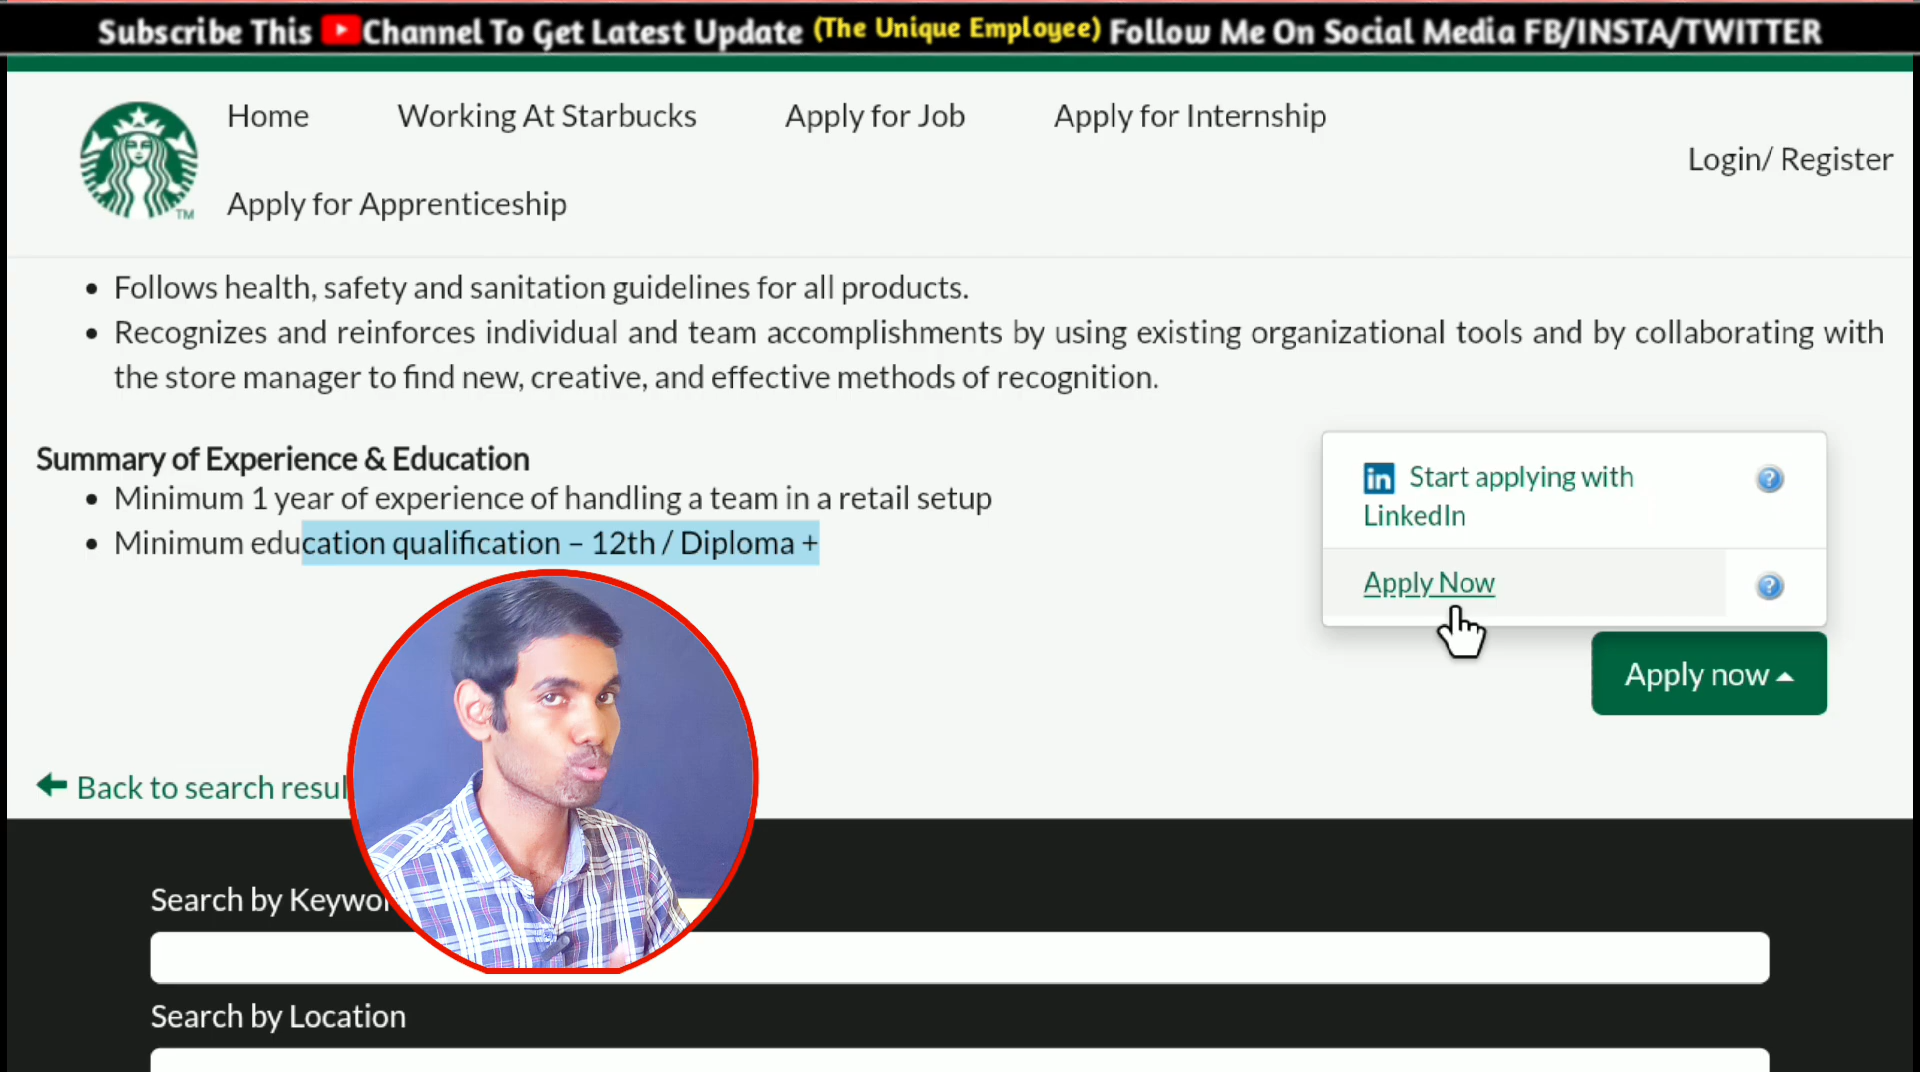 Subscribe This Channel To Get Latest Update (The Unique Employee) Follow Me On Social Media FB/INSTA/TWITTER
Home Working At Starbucks Apply for Job Apply for Internship
Login/ Register
Apply for Apprenticeship
TM
• Follows health, safety and sanitation guidelines for all products.
• Recognizes and reinforces individual and team accomplishments by using existing organizational tools and by collaborating with
the store manager to find new, creative, and effective methods of recognition.
Summary of Experience & Education
• Minimum 1 year of experience of handling a team in a retail setup
• Minimum education qualification – 12th / Diploma +
in Start applying with
LinkedIn
?
Apply Now
?
Apply now
Back to search resul
Search by Keywor
Search by Location